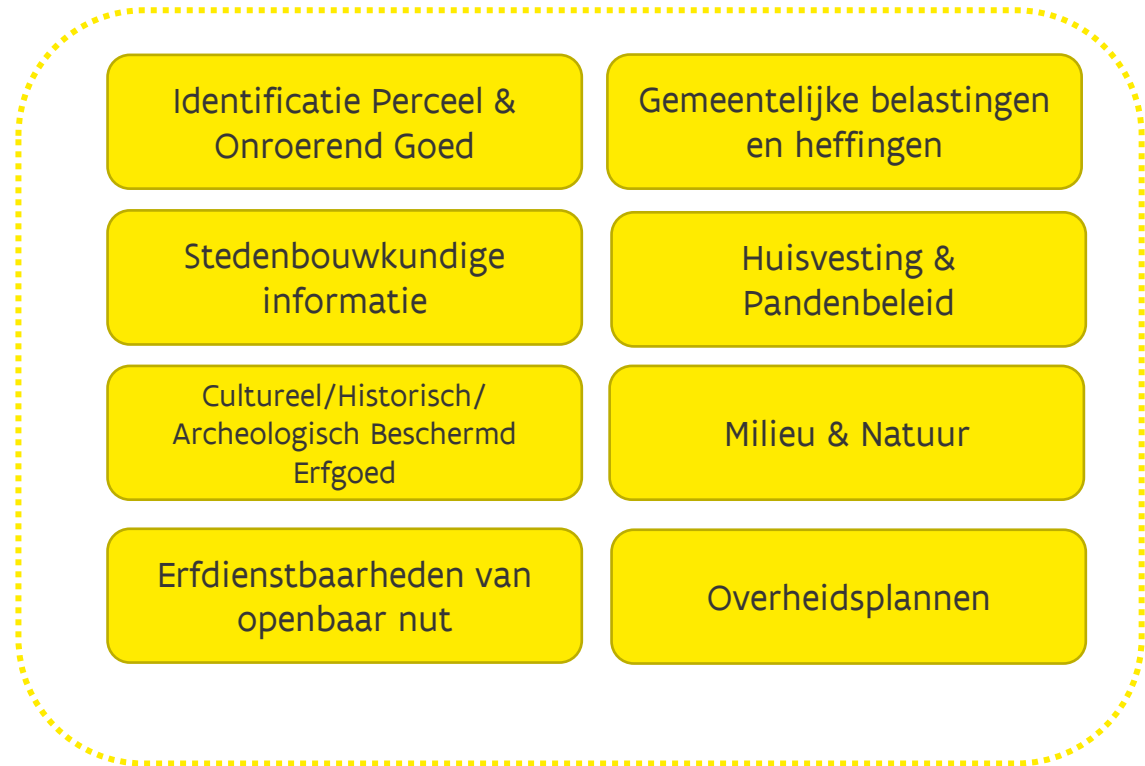 Identificatie Perceel &
Onroerend Goed
Gemeentelijke belastingen
en heffingen
Stedenbouwkundige
informatie
Huisvesting &
Pandenbeleid
Cultureel/Historisch/
Archeologisch Beschermd
Erfgoed
Milieu & Natuur
Erfdienstbaarheden van
openbaar nut
Overheidsplannen